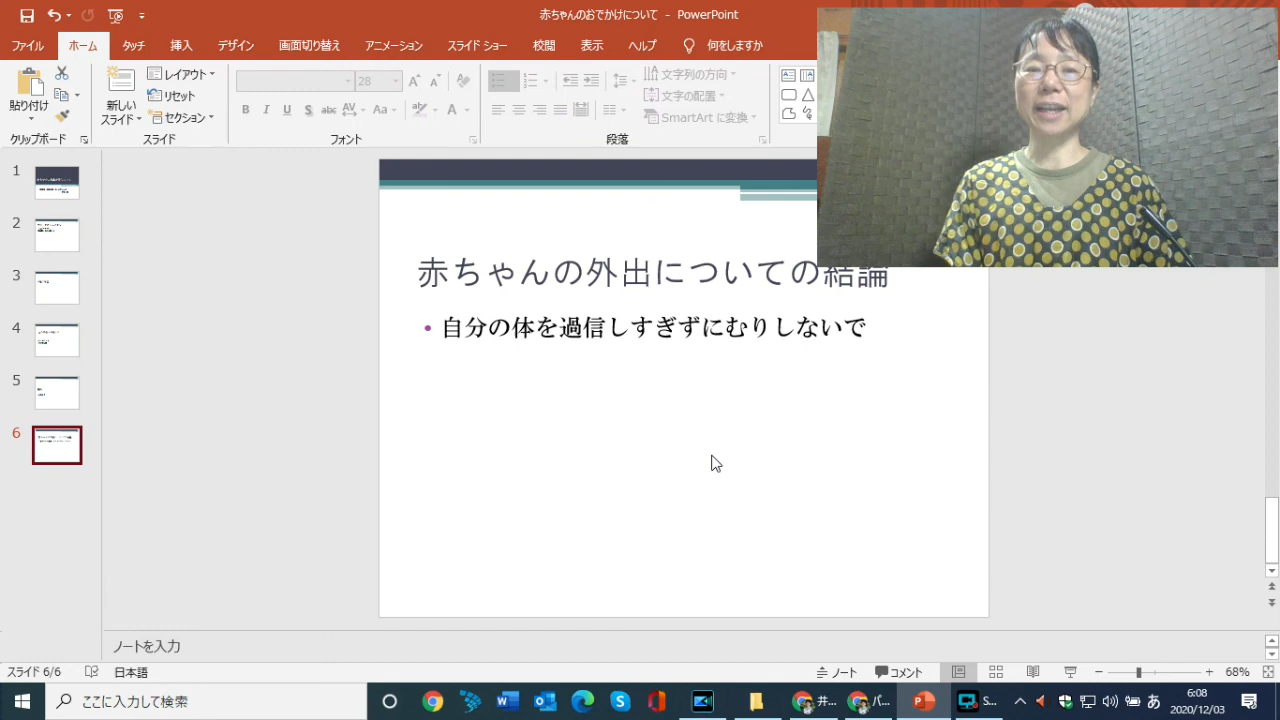 赤ちゃんのおでかけについて - PowerPoint
ファイル ホーム タッチ 挿入 デザイン 画面切り替え アニメーション スライド ショー 校閲 表示 ヘルプ 何をしますか
貼り付け
新しい
スライド
レイアウト
リセット
セクション
28
B I U S abc AV Aa A
文字列の方向
文字の配置
SmartArt に変換
クリップボード スライド フォント 段落
1
2
3
4
5
6
赤ちゃんの外出についての結論
• 自分の体を過信しすぎずにむりしないで
ノートを入力
スライド 6/6 日本語 ノート コメント 68%
ここに入力して検索 井... パ... S... あ 6:08
2020/12/03